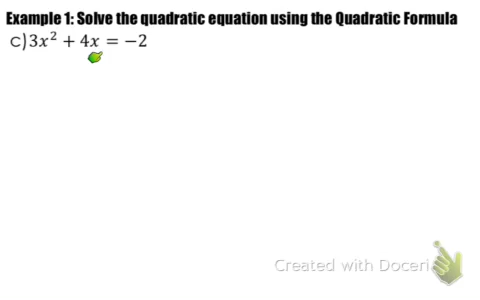 Example 1: Solve the quadratic equation using the Quadratic Formula
c) 3x² + 4x = −2
Created with Doceri